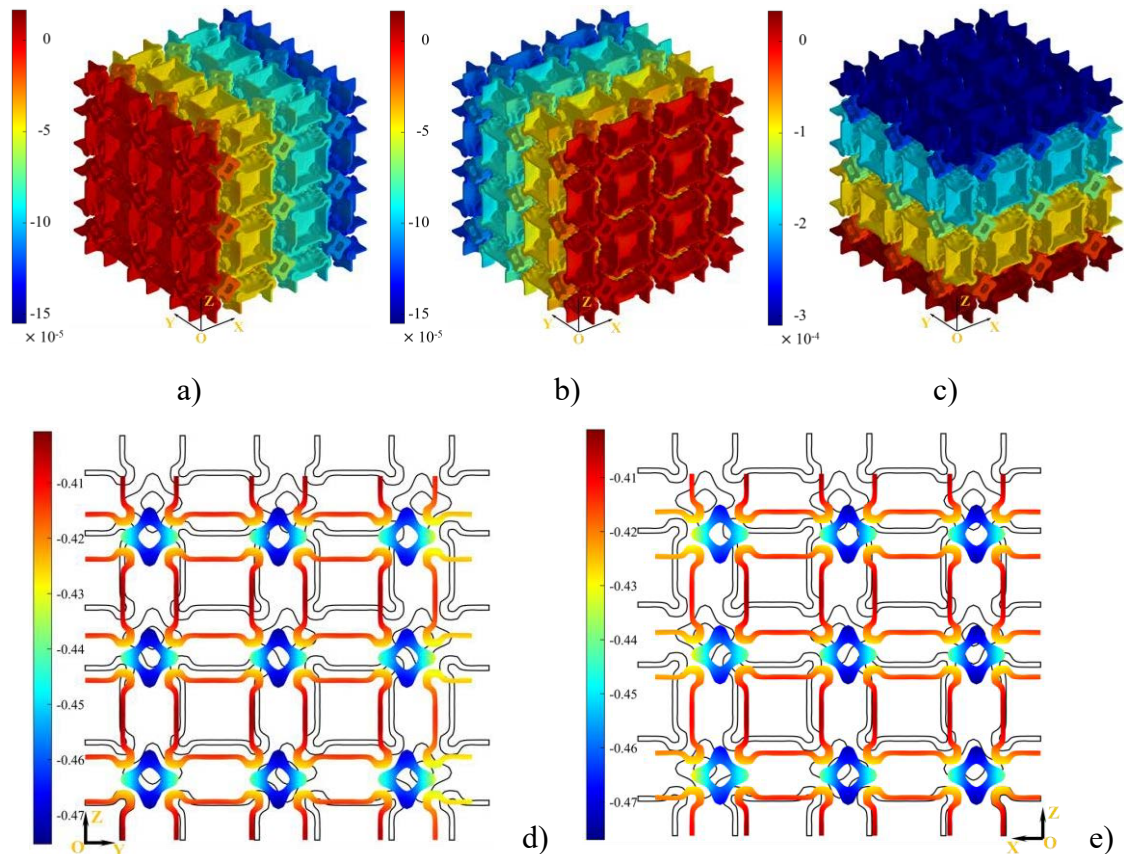 0
-5
-10
-15
× 10⁻⁵
Z
Y
X
O
a)
0
-5
-10
-15
× 10⁻⁵
Z
Y
X
O
b)
0
-1
-2
-3
× 10⁻⁴
Z
Y
X
O
c)
-0.41
-0.42
-0.43
-0.44
-0.45
-0.46
-0.47
Z
O
Y
d)
-0.41
-0.42
-0.43
-0.44
-0.45
-0.46
-0.47
Z
X
O
e)